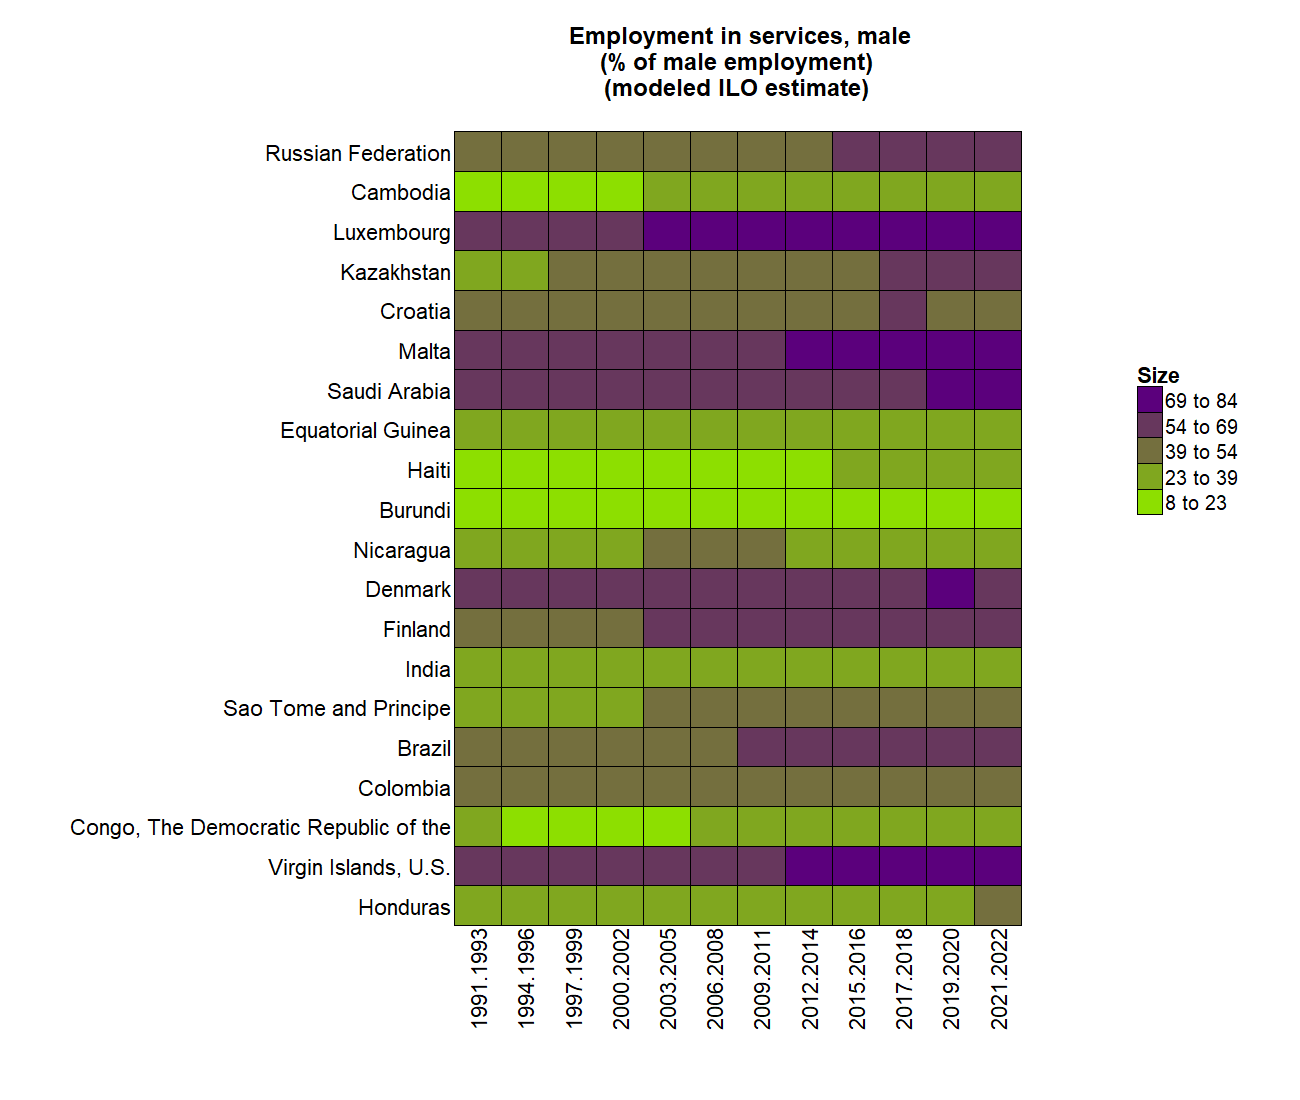 Employment in services, male
(% of male employment)
(modeled ILO estimate)
Russian Federation
Cambodia
Luxembourg
Kazakhstan
Croatia
Malta
Saudi Arabia
Equatorial Guinea
Haiti
Burundi
Nicaragua
Denmark
Finland
India
Sao Tome and Principe
Brazil
Colombia
Congo, The Democratic Republic of the
Virgin Islands, U.S.
Honduras
1991.1993
1994.1996
1997.1999
2000.2002
2003.2005
2006.2008
2009.2011
2012.2014
2015.2016
2017.2018
2019.2020
2021.2022
Size
69 to 84
54 to 69
39 to 54
23 to 39
8 to 23